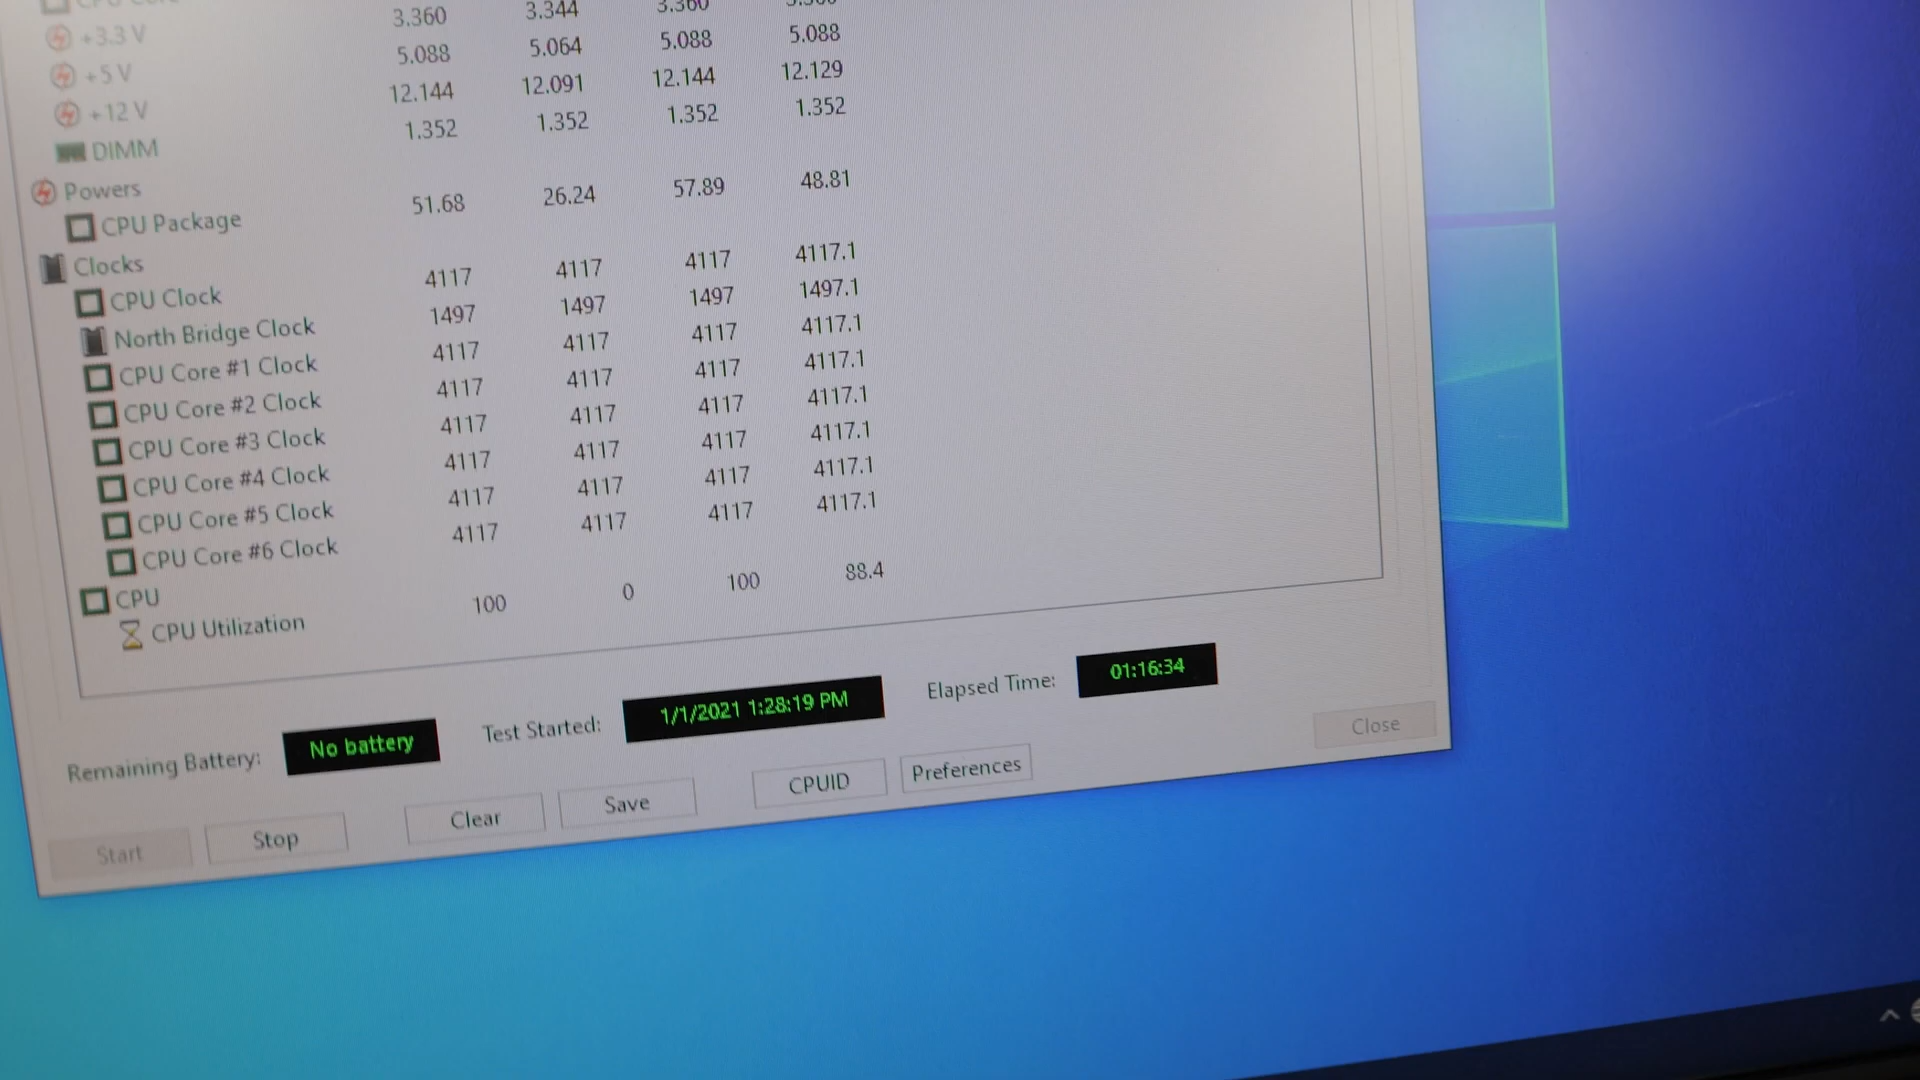 +3.3 V 3.360 3.344 3.360
+5 V 5.088 5.064 5.088 5.088
+12 V 12.144 12.091 12.144 12.129
DIMM 1.352 1.352 1.352 1.352
Powers
CPU Package 51.68 26.24 57.89 48.81
Clocks
CPU Clock 4117 4117 4117 4117.1
North Bridge Clock 1497 1497 1497 1497.1
CPU Core #1 Clock 4117 4117 4117 4117.1
CPU Core #2 Clock 4117 4117 4117 4117.1
CPU Core #3 Clock 4117 4117 4117 4117.1
CPU Core #4 Clock 4117 4117 4117 4117.1
CPU Core #5 Clock 4117 4117 4117 4117.1
CPU Core #6 Clock 4117 4117 4117 4117.1
CPU
CPU Utilization 100 0 100 88.4
Remaining Battery: No battery Test Started: 1/1/2021 1:28:19 PM Elapsed Time: 01:16:34
Start Stop Clear Save CPUID Preferences Close